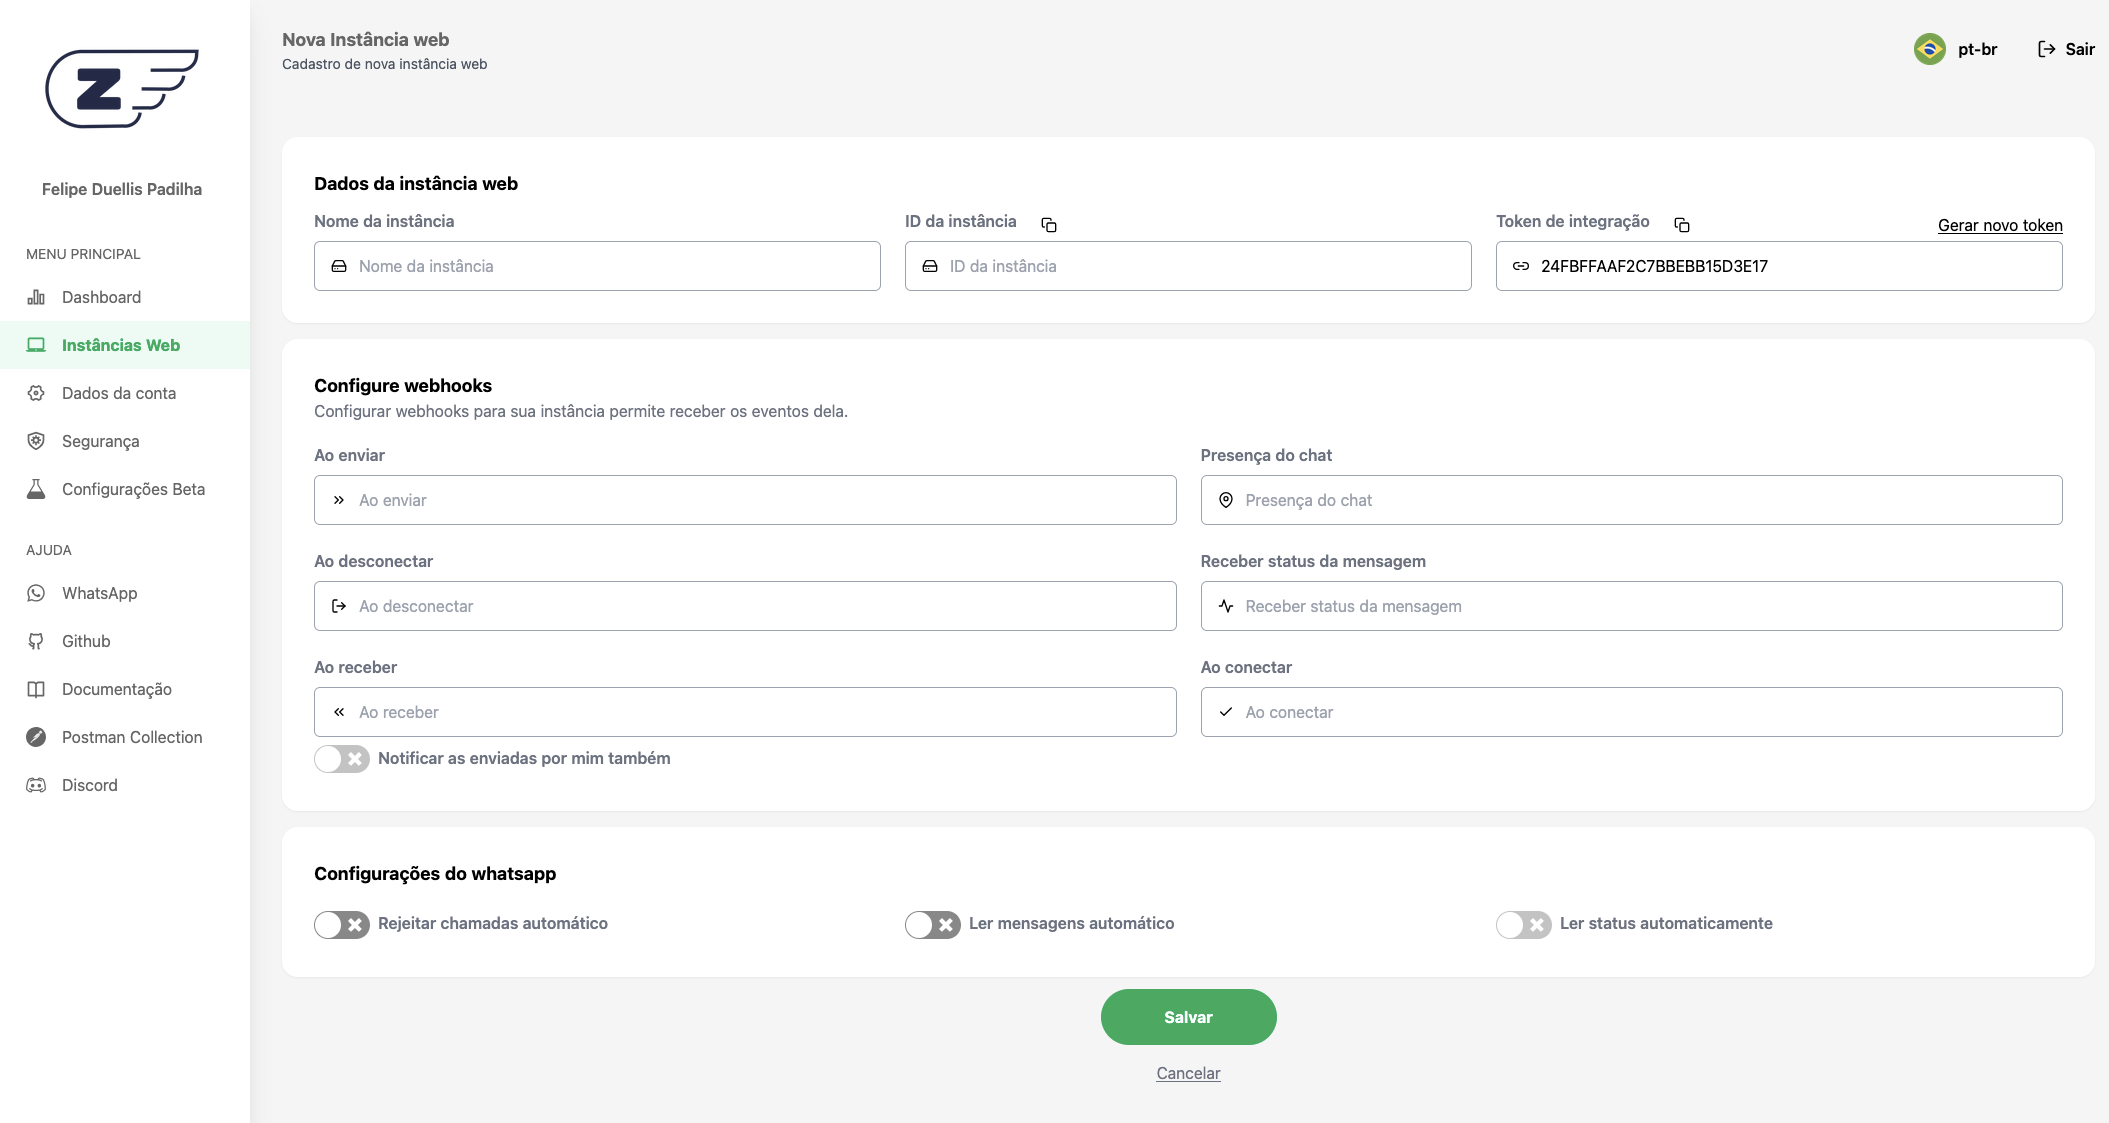 Nova Instância web
Cadastro de nova instância web
pt-br
Sair
Z
Felipe Duellis Padilha
MENU PRINCIPAL
Dashboard
Instâncias Web
Dados da conta
Segurança
Configurações Beta
AJUDA
WhatsApp
Github
Documentação
Postman Collection
Discord
Dados da instância web
Nome da instância
Nome da instância
ID da instância
ID da instância
Token de integração
Gerar novo token
24FBFFAAF2C7BBEBB15D3E17
Configure webhooks
Configurar webhooks para sua instância permite receber os eventos dela.
Ao enviar
Ao enviar
Presença do chat
Presença do chat
Ao desconectar
Ao desconectar
Receber status da mensagem
Receber status da mensagem
Ao receber
Ao receber
Ao conectar
Ao conectar
Notificar as enviadas por mim também
Configurações do whatsapp
Rejeitar chamadas automático
Ler mensagens automático
Ler status automaticamente
Salvar
Cancelar